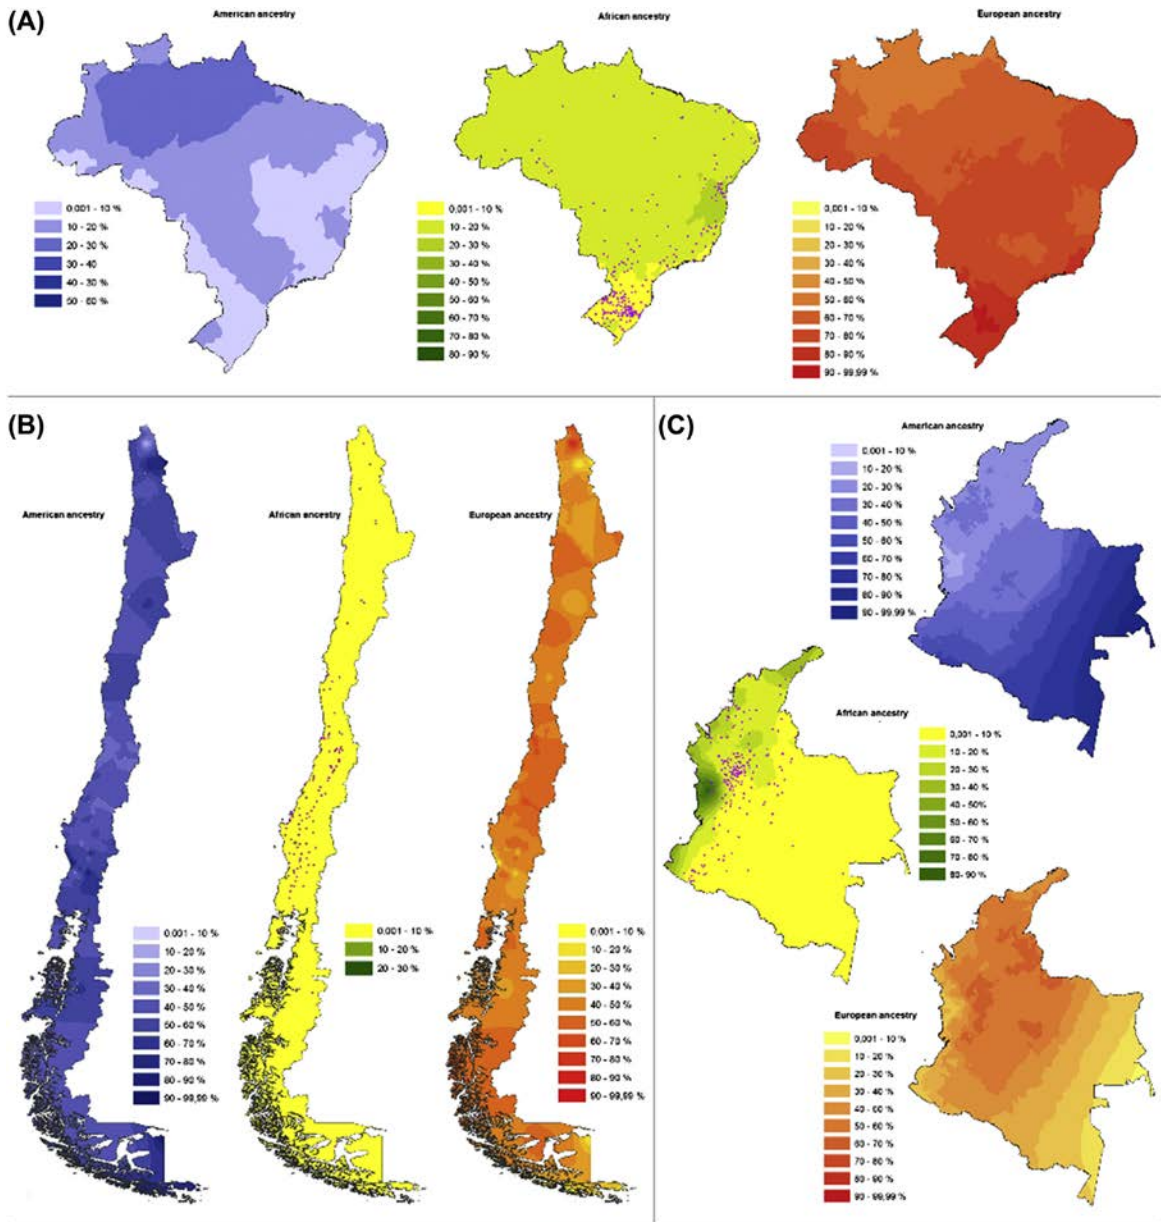 (A)
American ancestry
African ancestry
European ancestry
0,001 - 10 %
10 - 20 %
20 - 30 %
30 - 40
40 - 30 %
50 - 60 %
0,001 - 10 %
10 - 20 %
20 - 30 %
30 - 40 %
40 - 50 %
50 - 60 %
60 - 70 %
70 - 80 %
80 - 90 %
0,001 - 10 %
10 - 20 %
20 - 30 %
30 - 40 %
40 - 50 %
50 - 60 %
60 - 70 %
70 - 80 %
80 - 90 %
90 - 99,99 %
(B)
American ancestry
African ancestry
European ancestry
0,001 - 10 %
10 - 20 %
20 - 30 %
30 - 40 %
40 - 50 %
50 - 60 %
60 - 70 %
70 - 80 %
80 - 90 %
90 - 99,99 %
0,001 - 10 %
10 - 20 %
20 - 30 %
0,001 - 10 %
10 - 20 %
20 - 30 %
30 - 40 %
40 - 50 %
50 - 60 %
60 - 70 %
70 - 80 %
80 - 90 %
90 - 99,99 %
(C)
American ancestry
0,001 - 10 %
10 - 20 %
20 - 30 %
30 - 40 %
40 - 50 %
50 - 60 %
60 - 70 %
70 - 80 %
80 - 90 %
90 - 99,99 %
African ancestry
0,001 - 10 %
10 - 20 %
20 - 30 %
30 - 40 %
40 - 50%
50 - 60 %
60 - 70 %
70 - 80 %
80 - 90 %
European ancestry
0,001 - 10 %
10 - 20 %
20 - 30 %
30 - 40 %
40 - 50 %
50 - 60 %
60 - 70 %
70 - 80 %
80 - 90 %
90 - 99,99 %